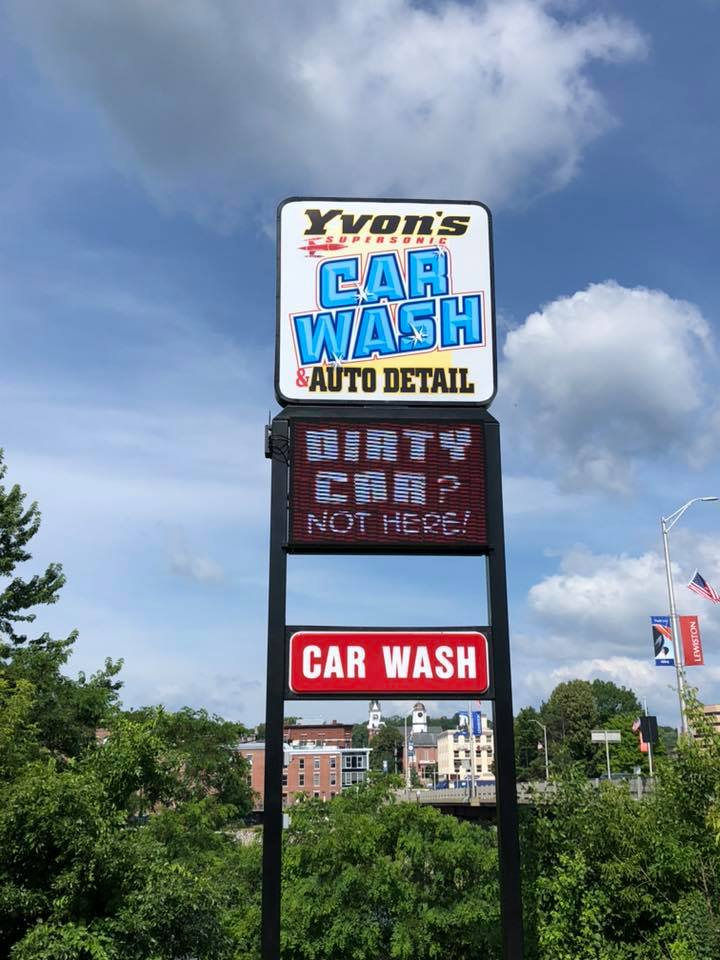 Yvon's
SUPERSONIC
CAR
WASH
& AUTO DETAIL
DIRTY
CAR?
NOT HERE!
CAR WASH
LEWISTON